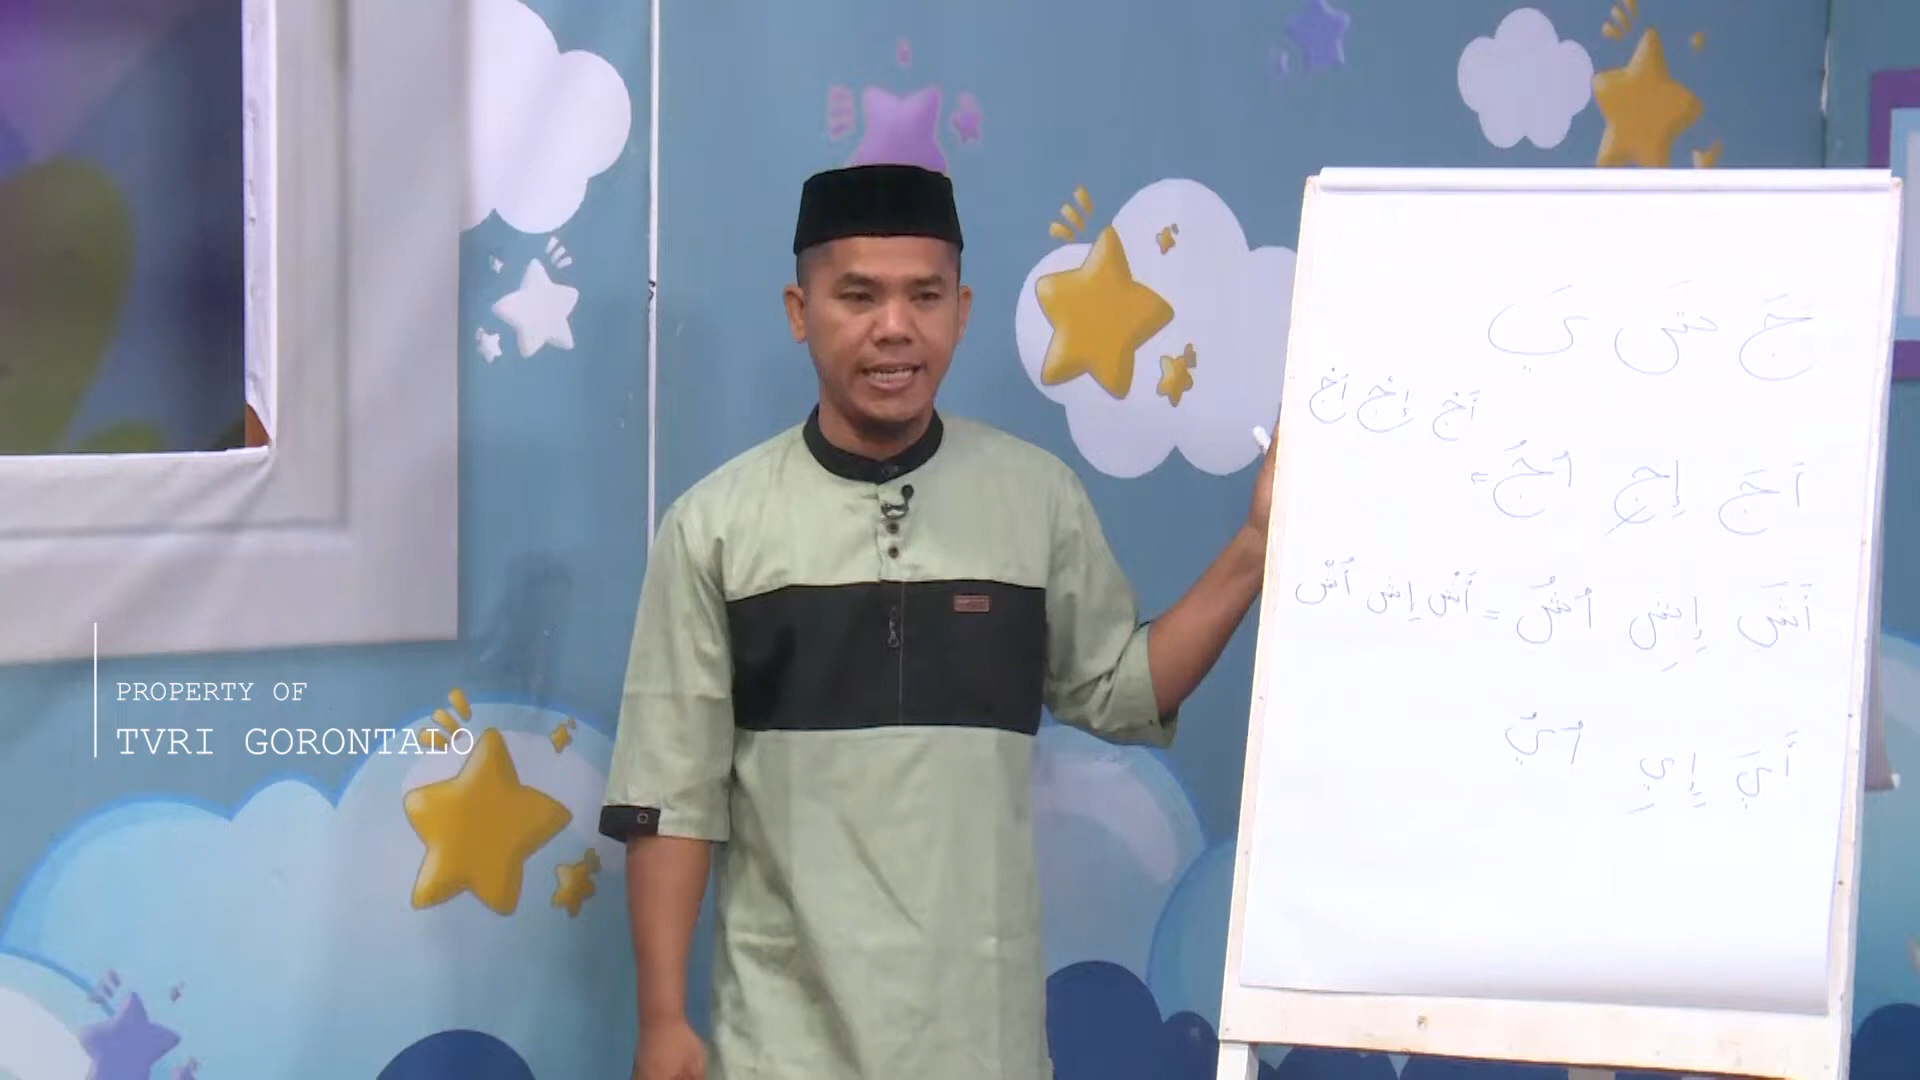 جَ شَ يَ
أَجْ إِجْ أُجْ
أَجَ إِجِ أُجُ =
أَشَ إِشِ أُشُ = أَشْ إِشْ أُشْ
أَيَ إِيِ أُيُ
PROPERTY OF
TVRI GORONTALO